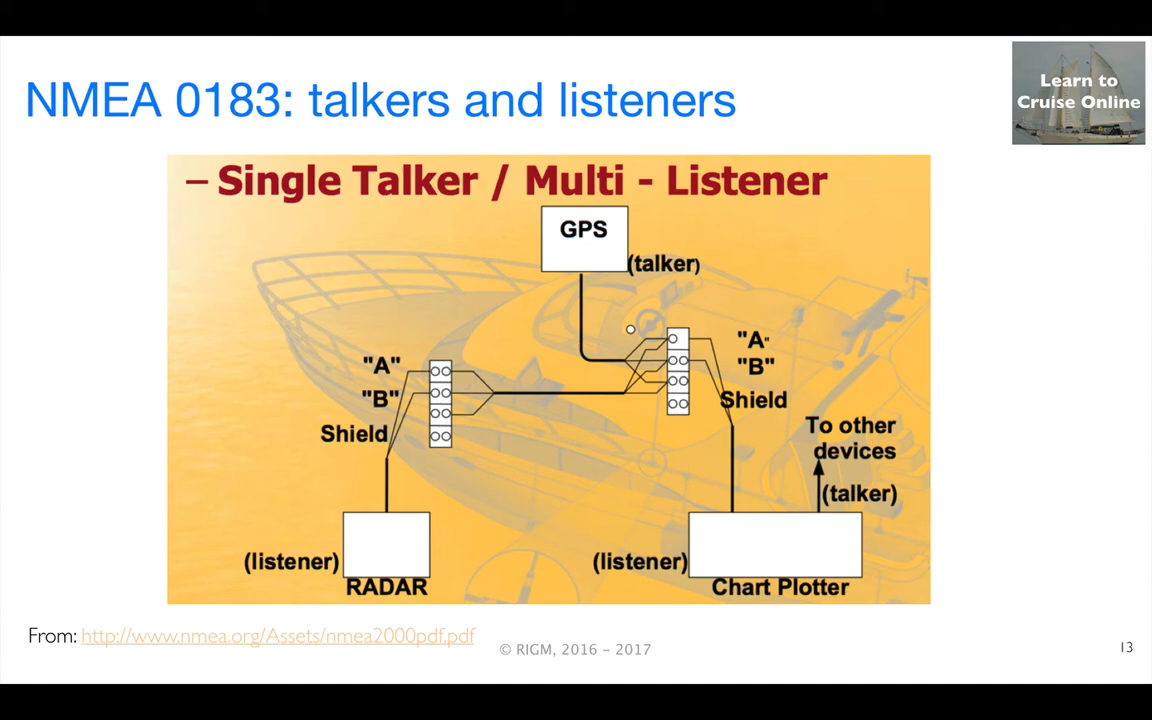 NMEA 0183: talkers and listeners
Learn to
Cruise Online
– Single Talker / Multi - Listener
GPS
(talker)
"A"
"B"
Shield
"A"
"B"
Shield
To other
devices
(talker)
(listener)
RADAR
(listener)
Chart Plotter
From: http://www.nmea.org/Assets/nmea2000pdf.pdf
© RIGM, 2016 – 2017
13